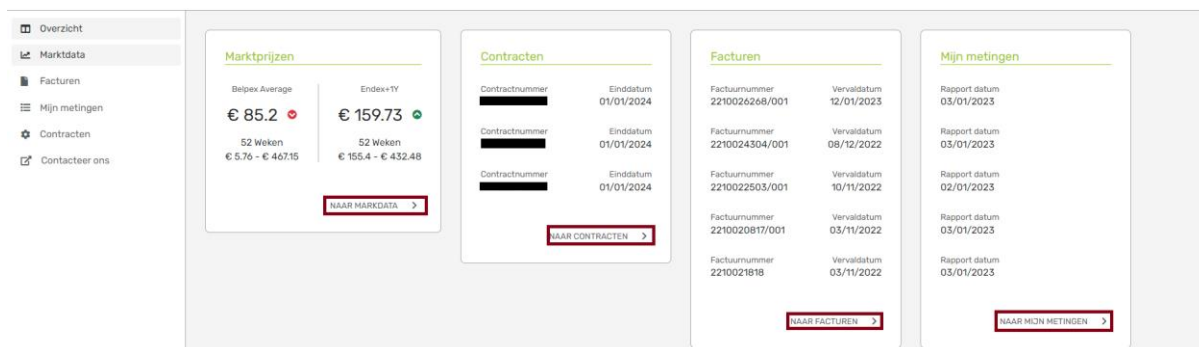 Overzicht
Marktdata
Facturen
Mijn metingen
Contracten
Contacteer ons
Marktprijzen
Belpex Average Endex+1Y
€ 85.2 € 159.73
52 Weken 52 Weken
€ 5.76 - € 467.15 € 155.4 - € 432.48
NAAR MARKDATA
Contracten
Contractnummer Einddatum
01/01/2024
Contractnummer Einddatum
01/01/2024
Contractnummer Einddatum
01/01/2024
NAAR CONTRACTEN
Facturen
Factuurnummer Vervaldatum
2210026268/001 12/01/2023
Factuurnummer Vervaldatum
2210024304/001 08/12/2022
Factuurnummer Vervaldatum
2210022503/001 10/11/2022
Factuurnummer Vervaldatum
2210020817/001 03/11/2022
Factuurnummer Vervaldatum
2210021818 03/11/2022
NAAR FACTUREN
Mijn metingen
Rapport datum
03/01/2023
Rapport datum
03/01/2023
Rapport datum
02/01/2023
Rapport datum
03/01/2023
Rapport datum
03/01/2023
NAAR MIJN METINGEN